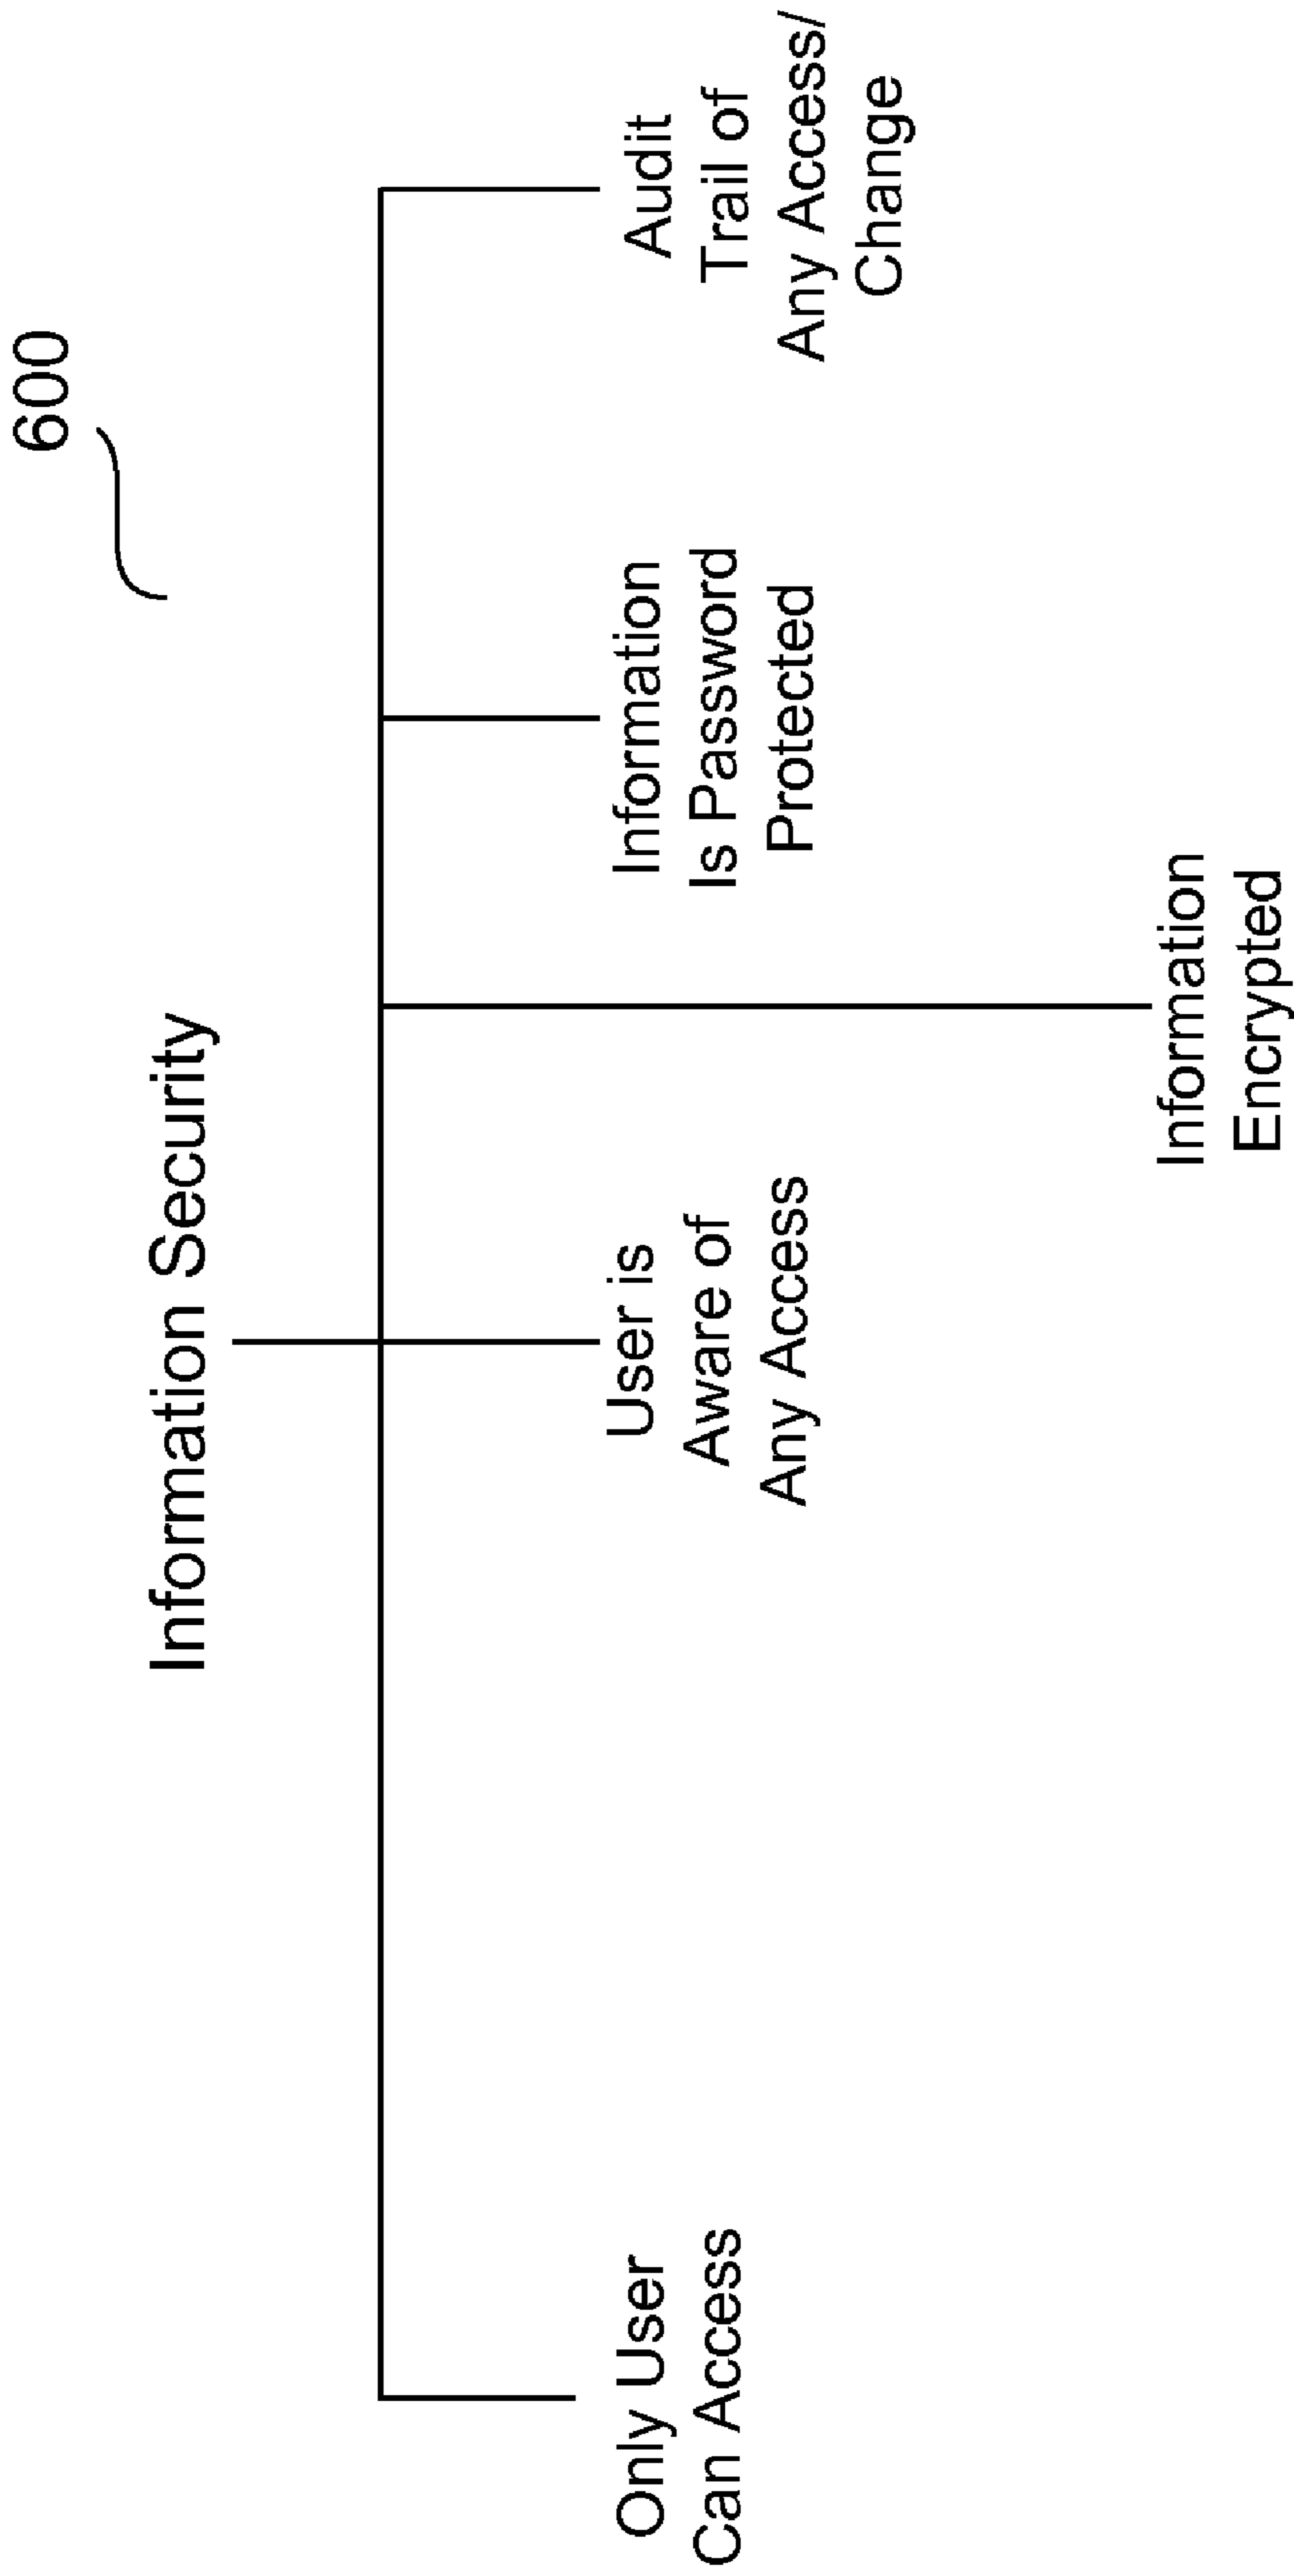 600
Information Security
Only User
Can Access
User is
Aware of
Any Access
Information
Encrypted
Information
Is Password
Protected
Audit
Trail of
Any Access/
Change